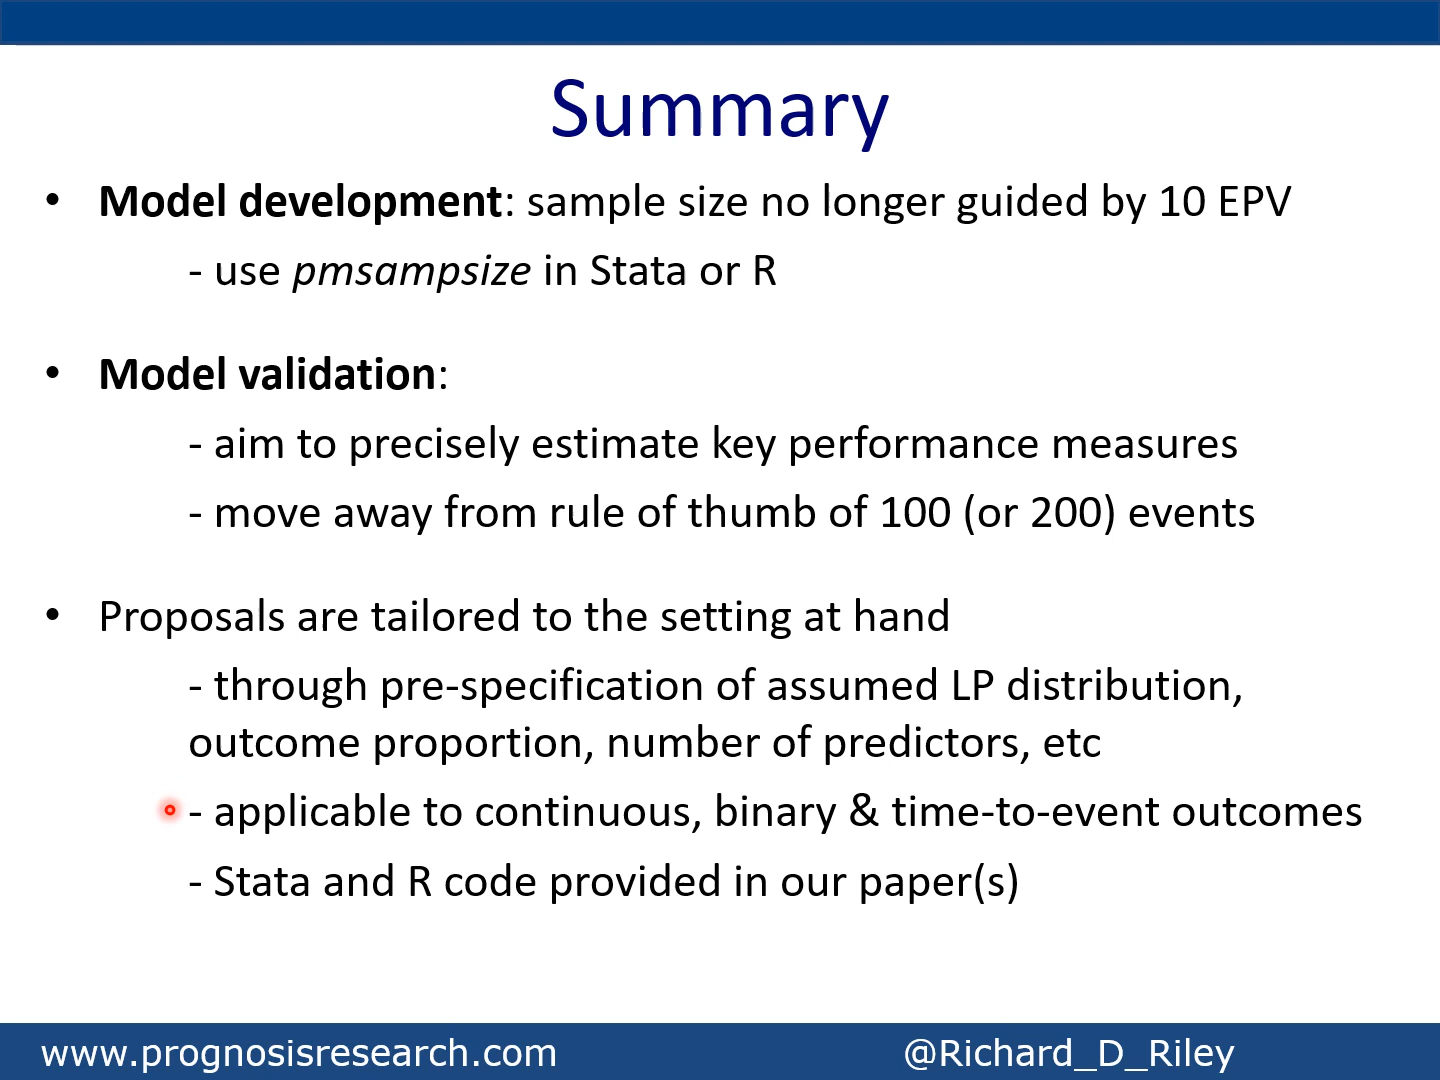 Summary
• Model development: sample size no longer guided by 10 EPV
- use pmsampsize in Stata or R
• Model validation:
- aim to precisely estimate key performance measures
- move away from rule of thumb of 100 (or 200) events
• Proposals are tailored to the setting at hand
- through pre-specification of assumed LP distribution,
outcome proportion, number of predictors, etc
- applicable to continuous, binary & time-to-event outcomes
- Stata and R code provided in our paper(s)
www.prognosisresearch.com @Richard_D_Riley